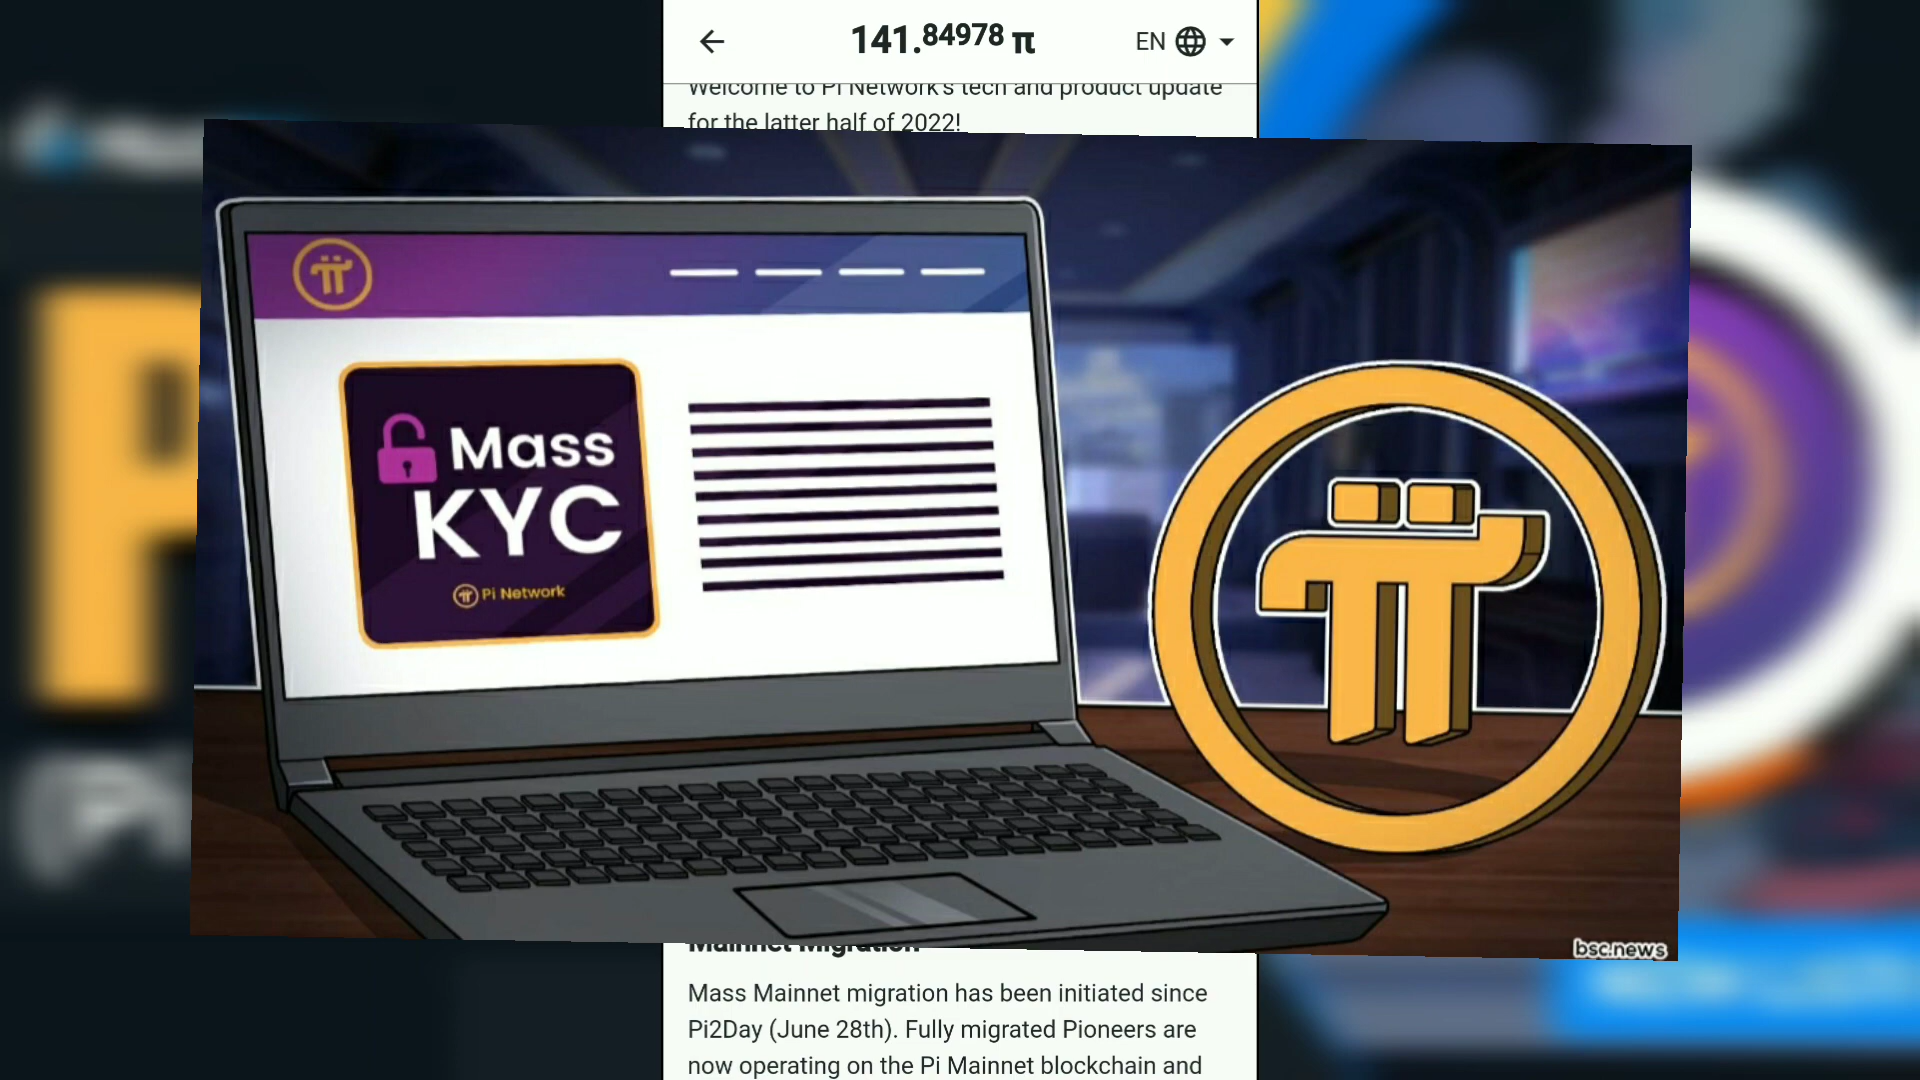 141.84978 π
EN
Welcome to Pi Network's tech and product update
for the latter half of 2022!
Mass
KYC
Pi Network
bsc.news
Mainnet Migration
Mass Mainnet migration has been initiated since
Pi2Day (June 28th). Fully migrated Pioneers are
now operating on the Pi Mainnet blockchain and